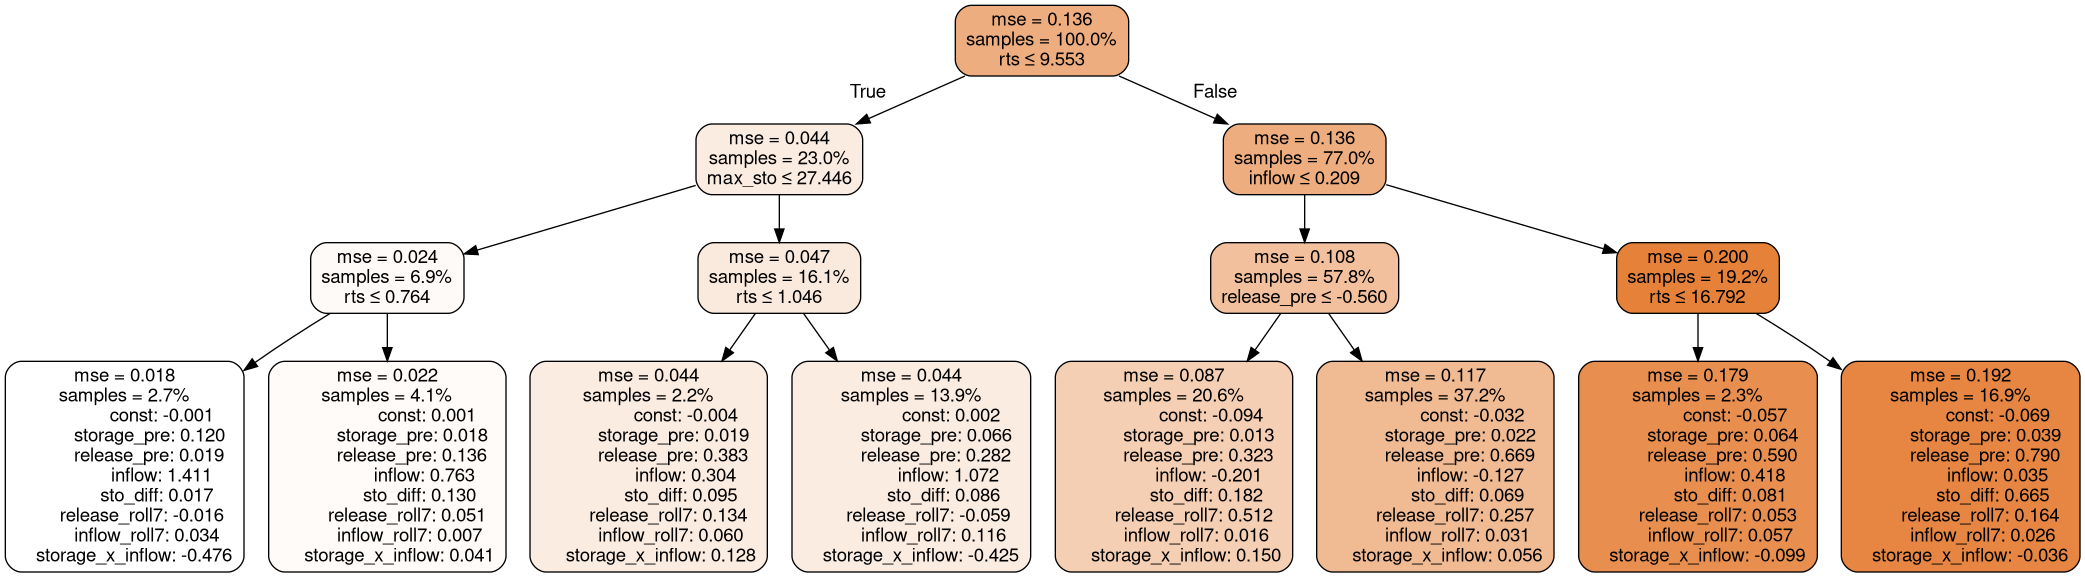 mse = 0.136
samples = 100.0%
rts ≤ 9.553
True
False
mse = 0.044
samples = 23.0%
max_sto ≤ 27.446
mse = 0.136
samples = 77.0%
inflow ≤ 0.209
mse = 0.024
samples = 6.9%
rts ≤ 0.764
mse = 0.047
samples = 16.1%
rts ≤ 1.046
mse = 0.108
samples = 57.8%
release_pre ≤ -0.560
mse = 0.200
samples = 19.2%
rts ≤ 16.792
mse = 0.018
samples = 2.7%
const: -0.001
storage_pre: 0.120
release_pre: 0.019
inflow: 1.411
sto_diff: 0.017
release_roll7: -0.016
inflow_roll7: 0.034
storage_x_inflow: -0.476
mse = 0.022
samples = 4.1%
const: 0.001
storage_pre: 0.018
release_pre: 0.136
inflow: 0.763
sto_diff: 0.130
release_roll7: 0.051
inflow_roll7: 0.007
storage_x_inflow: 0.041
mse = 0.044
samples = 2.2%
const: -0.004
storage_pre: 0.019
release_pre: 0.383
inflow: 0.304
sto_diff: 0.095
release_roll7: 0.134
inflow_roll7: 0.060
storage_x_inflow: 0.128
mse = 0.044
samples = 13.9%
const: 0.002
storage_pre: 0.066
release_pre: 0.282
inflow: 1.072
sto_diff: 0.086
release_roll7: -0.059
inflow_roll7: 0.116
storage_x_inflow: -0.425
mse = 0.087
samples = 20.6%
const: -0.094
storage_pre: 0.013
release_pre: 0.323
inflow: -0.201
sto_diff: 0.182
release_roll7: 0.512
inflow_roll7: 0.016
storage_x_inflow: 0.150
mse = 0.117
samples = 37.2%
const: -0.032
storage_pre: 0.022
release_pre: 0.669
inflow: -0.127
sto_diff: 0.069
release_roll7: 0.257
inflow_roll7: 0.031
storage_x_inflow: 0.056
mse = 0.179
samples = 2.3%
const: -0.057
storage_pre: 0.064
release_pre: 0.590
inflow: 0.418
sto_diff: 0.081
release_roll7: 0.053
inflow_roll7: 0.057
storage_x_inflow: -0.099
mse = 0.192
samples = 16.9%
const: -0.069
storage_pre: 0.039
release_pre: 0.790
inflow: 0.035
sto_diff: 0.665
release_roll7: 0.164
inflow_roll7: 0.026
storage_x_inflow: -0.036